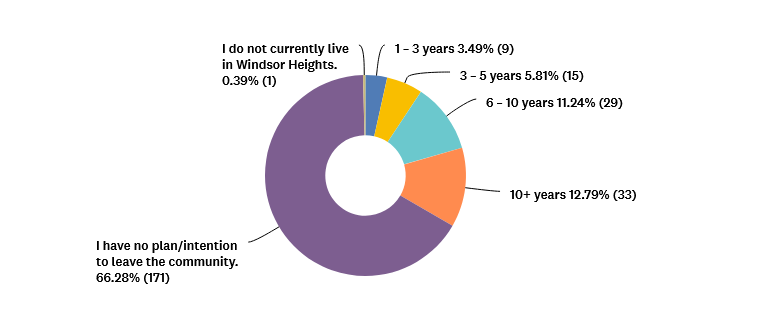 I do not currently live
in Windsor Heights.
0.39% (1)
1 – 3 years 3.49% (9)
3 – 5 years 5.81% (15)
6 – 10 years 11.24% (29)
10+ years 12.79% (33)
I have no plan/intention
to leave the community.
66.28% (171)